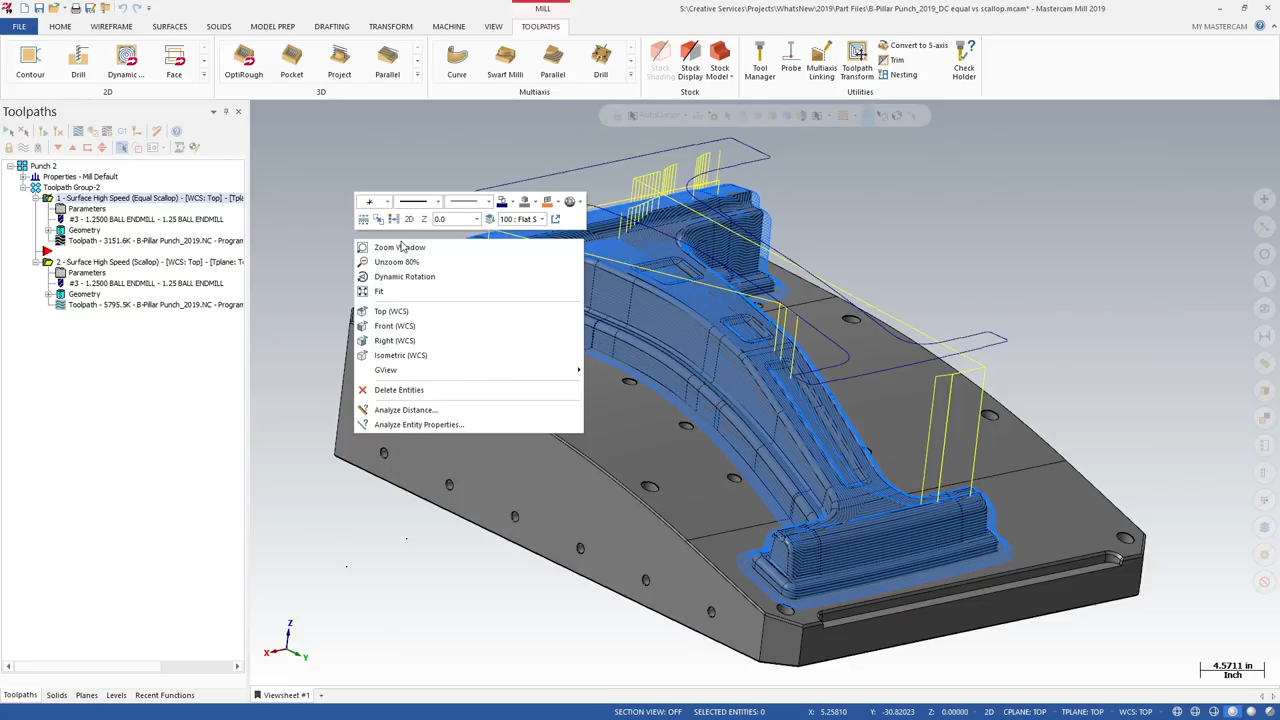 MILL
S:\Creative Services\Projects\WhatsNew\2019\Part Files\B-Pillar Punch_2019_DC equal vs scallop.mcam* - Mastercam Mill 2019
FILE
HOME
WIREFRAME
SURFACES
SOLIDS
MODEL PREP
DRAFTING
TRANSFORM
MACHINE
VIEW
TOOLPATHS
MY MASTERCAM
Contour
Drill
Dynamic ...
Face
2D
OptiRough
Pocket
Project
Parallel
3D
Curve
Swarf Milli
Parallel
Drill
Multiaxis
Stock Shading
Stock Display
Stock Model
Stock
Tool Manager
Probe
Multiaxis Linking
Toolpath Transform
Convert to 5-axis
Trim
Nesting
Check Holder
Utilities
Toolpaths
G1
AutoCursor
Punch 2
Properties - Mill Default
Toolpath Group-2
1 - Surface High Speed (Equal Scallop) - [WCS: Top] - [Tpla
Parameters
#3 - 1.2500 BALL ENDMILL - 1.25 BALL ENDMILL
Geometry
Toolpath - 3151.6K - B-Pillar Punch_2019.NC - Program
2 - Surface High Speed (Scallop) - [WCS: Top] - [Tplane: To
Parameters
#3 - 1.2500 BALL ENDMILL - 1.25 BALL ENDMILL
Geometry
Toolpath - 5795.5K - B-Pillar Punch_2019.NC - Program
2D
Z
0.0
100 : Flat S
Zoom Window
Unzoom 80%
Dynamic Rotation
Fit
Top (WCS)
Front (WCS)
Right (WCS)
Isometric (WCS)
GView
Delete Entities
Analyze Distance...
Analyze Entity Properties...
Z
X
Y
4.5711 in
Inch
Toolpaths
Solids
Planes
Levels
Recent Functions
Viewsheet #1
+
SECTION VIEW: OFF
SELECTED ENTITIES: 0
X: 5.25810
Y: -30.82023
Z: 0.00000
2D
CPLANE: TOP
TPLANE: TOP
WCS: TOP